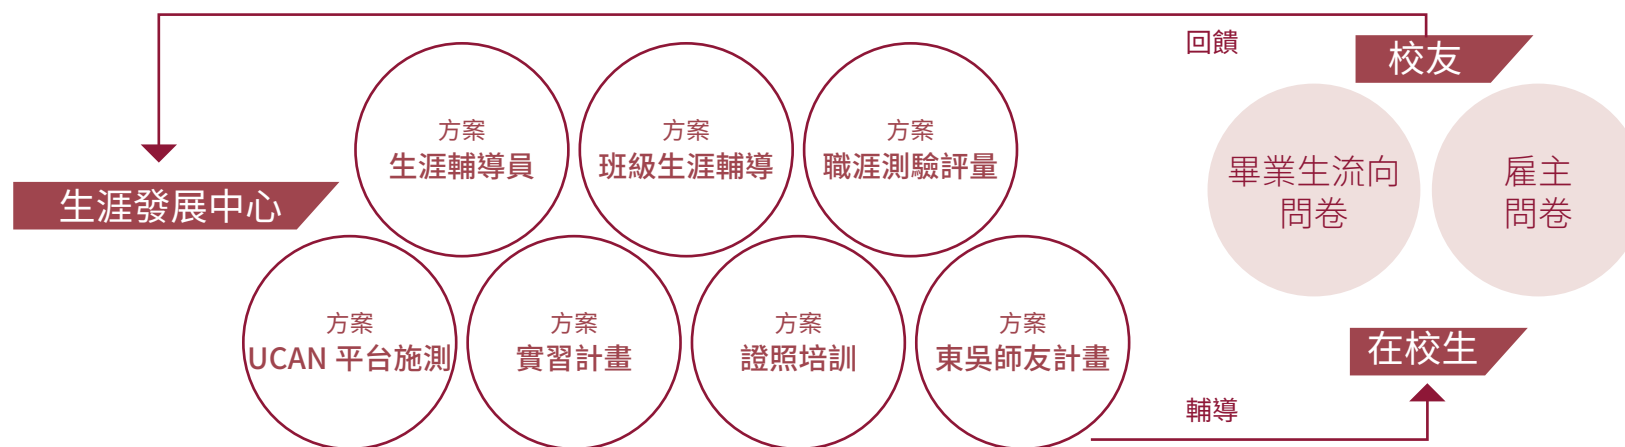 回饋
校友
方案
生涯輔導員
方案
班級生涯輔導
方案
職涯測驗評量
畢業生流向
問卷
雇主
問卷
生涯發展中心
方案
UCAN 平台施測
方案
實習計畫
方案
證照培訓
方案
東吳師友計畫
在校生
輔導